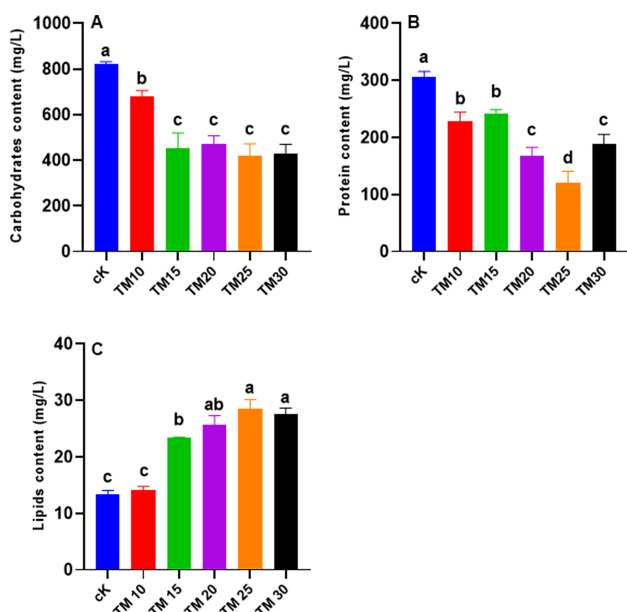 A
Carbohydrates content (mg/L)
1000
800
600
400
200
0
a
b
c
c
c
c
cK
TM10
TM15
TM20
TM25
TM30
B
Protein content (mg/L)
400
300
200
100
0
a
b
b
c
d
c
cK
TM10
TM15
TM20
TM25
TM30
C
Lipids content (mg/L)
40
30
20
10
0
c
c
b
ab
a
a
cK
TM 10
TM 15
TM 20
TM 25
TM 30